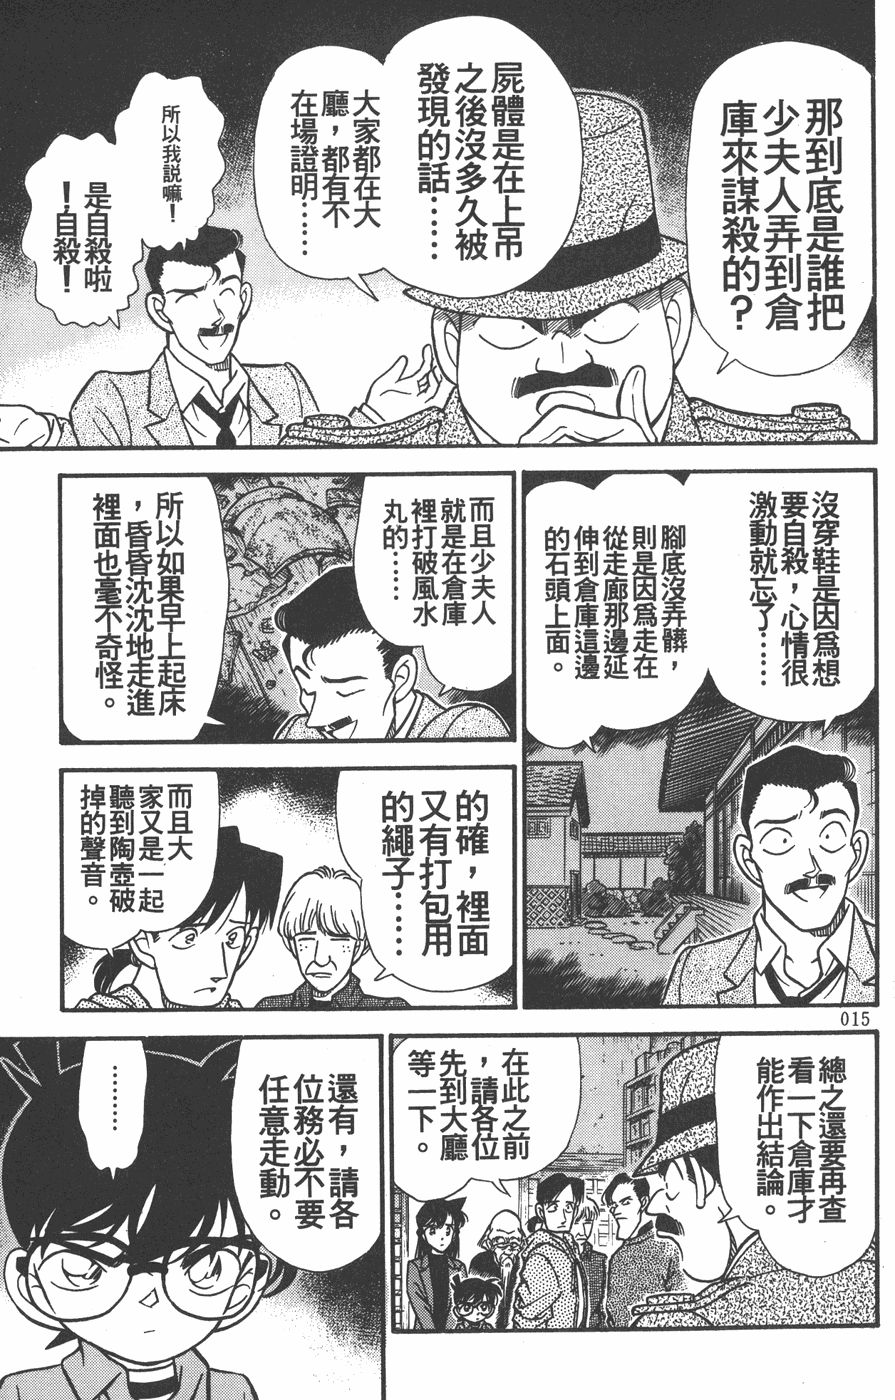 那到底是誰把
少夫人弄到倉
庫來謀殺的？
屍體是在上吊
之後沒多久被
發現的話……
大家都在大
廳，都有不
在場證明……
所以我説嘛！
是自殺啦
！自殺！
沒穿鞋是因爲想
要自殺，心情很
激動就忘了……
腳底沒弄髒，
則是因爲走在
從走廊那邊延
伸到倉庫這邊
的石頭上面。
而且少夫人
就是在倉庫
裡打破風水
丸的……
所以如果早上起床
，昏昏沈沈地走進
裡面也毫不奇怪。
的確，裡面
又有打包用
的繩子……
而且大
家又是一起
聽到陶壺破
掉的聲音。
015
總之還要再查
看一下倉庫才
能作出結論。
在此之前
，請各位
先到大廳
等一下。
還有，請各
位務必不要
任意走動。
………